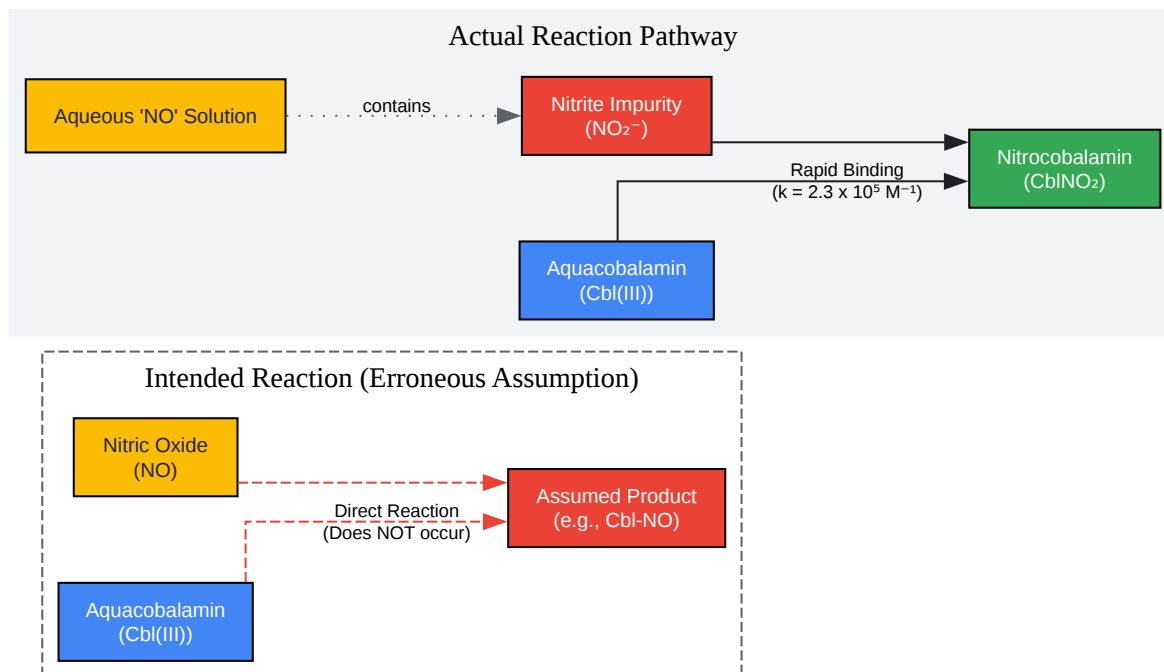 Actual Reaction Pathway
Aqueous 'NO' Solution
contains
Nitrite Impurity
(NO₂⁻)
Nitrocobalamin
(CblNO₂)
Rapid Binding
(k = 2.3 x 10⁵ M⁻¹)
Aquacobalamin
(Cbl(III))
Intended Reaction (Erroneous Assumption)
Nitric Oxide
(NO)
Assumed Product
(e.g., Cbl-NO)
Direct Reaction
(Does NOT occur)
Aquacobalamin
(Cbl(III))